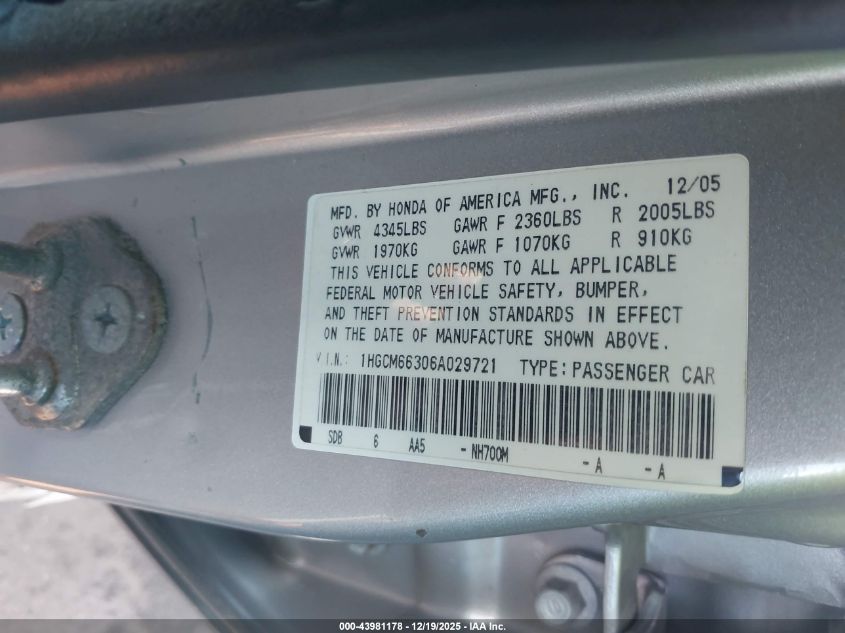 MFD. BY HONDA OF AMERICA MFG., INC. 12/05
GVWR 4345LBS GAWR F 2360LBS R 2005LBS
GVWR 1970KG GAWR F 1070KG R 910KG
THIS VEHICLE CONFORMS TO ALL APPLICABLE
FEDERAL MOTOR VEHICLE SAFETY, BUMPER,
AND THEFT PREVENTION STANDARDS IN EFFECT
ON THE DATE OF MANUFACTURE SHOWN ABOVE.
V I.N.: 1HGCM66306A029721 TYPE:PASSENGER CAR
SDB 6 AA5 - NH700M - A - A
000-43981178 - 12/19/2025 - IAA Inc.